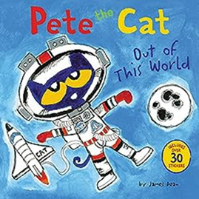 Pete the Cat
Out of
This World
INCLUDES
OVER
30
STICKERS
by James Dean